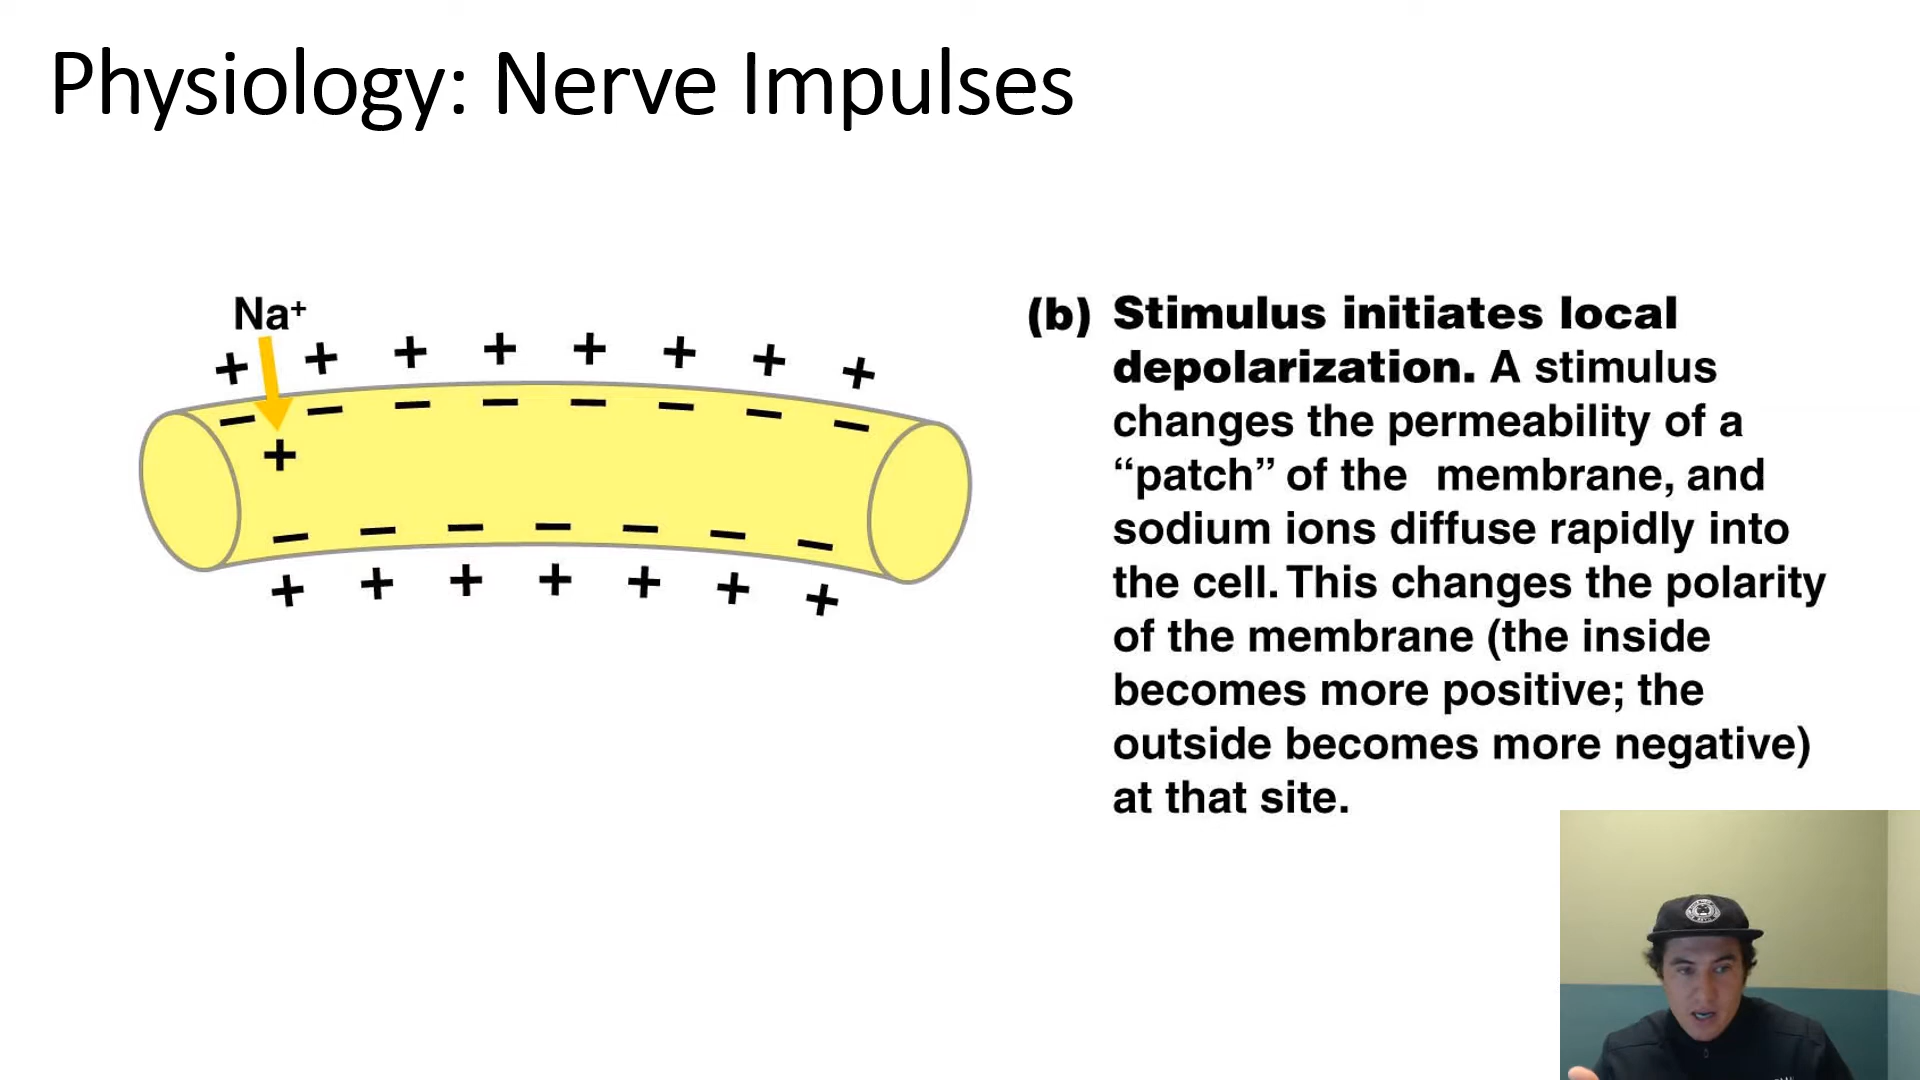 Physiology: Nerve Impulses
Na⁺
(b) Stimulus initiates local
depolarization. A stimulus
changes the permeability of a
“patch” of the membrane, and
sodium ions diffuse rapidly into
the cell. This changes the polarity
of the membrane (the inside
becomes more positive; the
outside becomes more negative)
at that site.